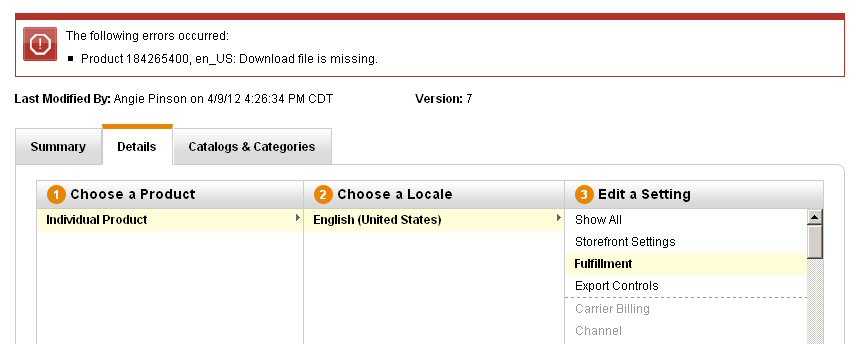 The following errors occurred:
Product 184265400, en_US: Download file is missing.
Last Modified By: Angie Pinson on 4/9/12 4:26:34 PM CDT Version: 7
Summary Details Catalogs & Categories
1 Choose a Product 2 Choose a Locale 3 Edit a Setting
Individual Product English (United States) Show All
Storefront Settings
Fulfillment
Export Controls
Carrier Billing
Channel